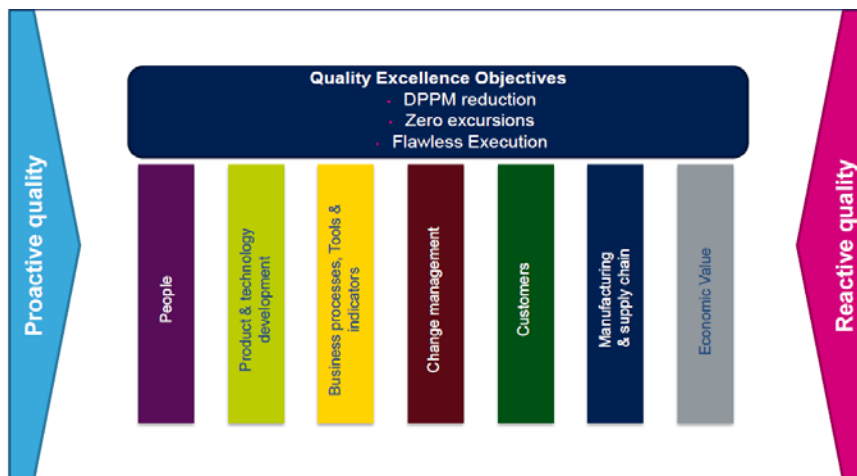 Quality Excellence Objectives
· DPPM reduction
· Zero excursions
· Flawless Execution
Proactive quality
People
Product & technology
development
Business processes, Tools &
indicators
Change management
Customers
Manufacturing
& supply chain
Economic Value
Reactive quality